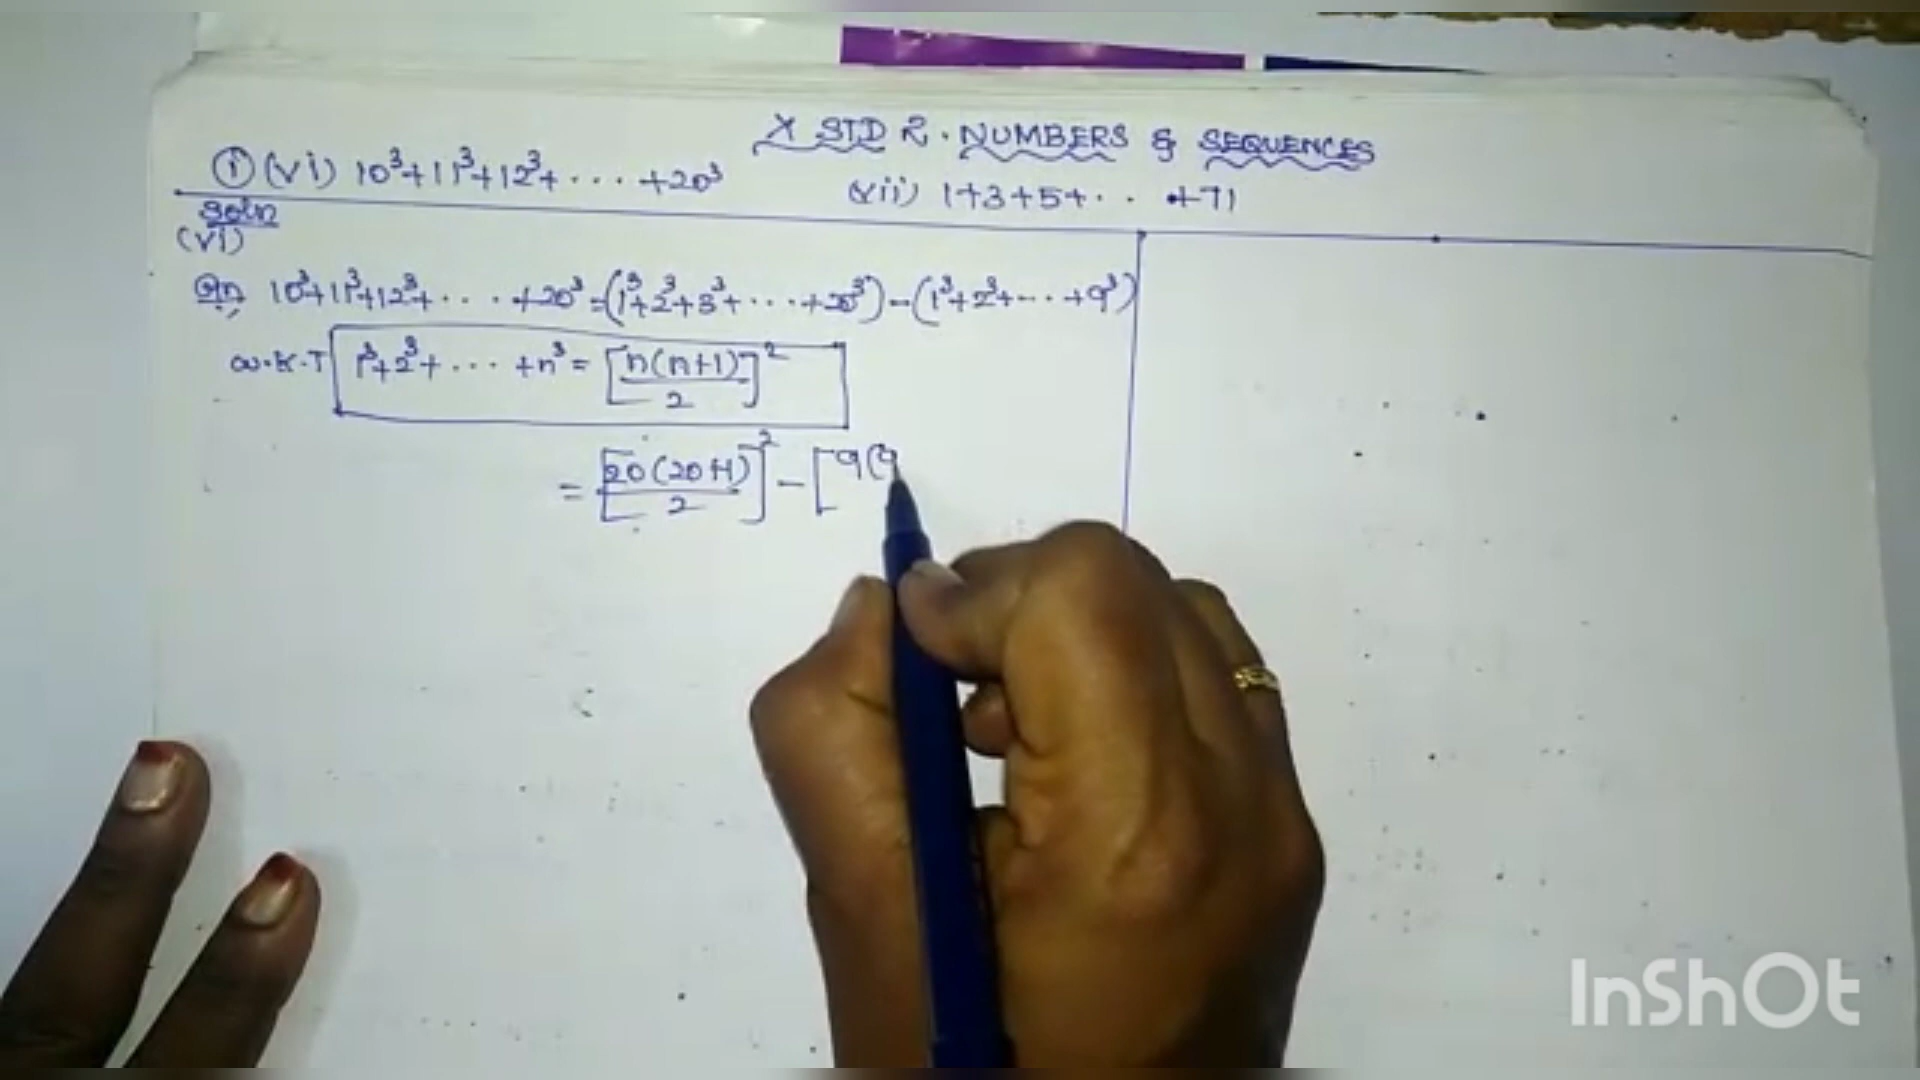 X STD 2. NUMBERS & SEQUENCES
① (vi) 10³+11³+12³+ . . . +20³ (vii) 1+3+5+ . . +71
Soln
(vi)
10³+11³+12³+ . . . . +20³ = (1³+2³+3³+ . . . +20³) - (1³+2³+ . . . +9³)
W.K.T 1³+2³+ . . . +n³ = [n(n+1)/2]²
= [20(20+1)/2]² - [9(9
InShOt